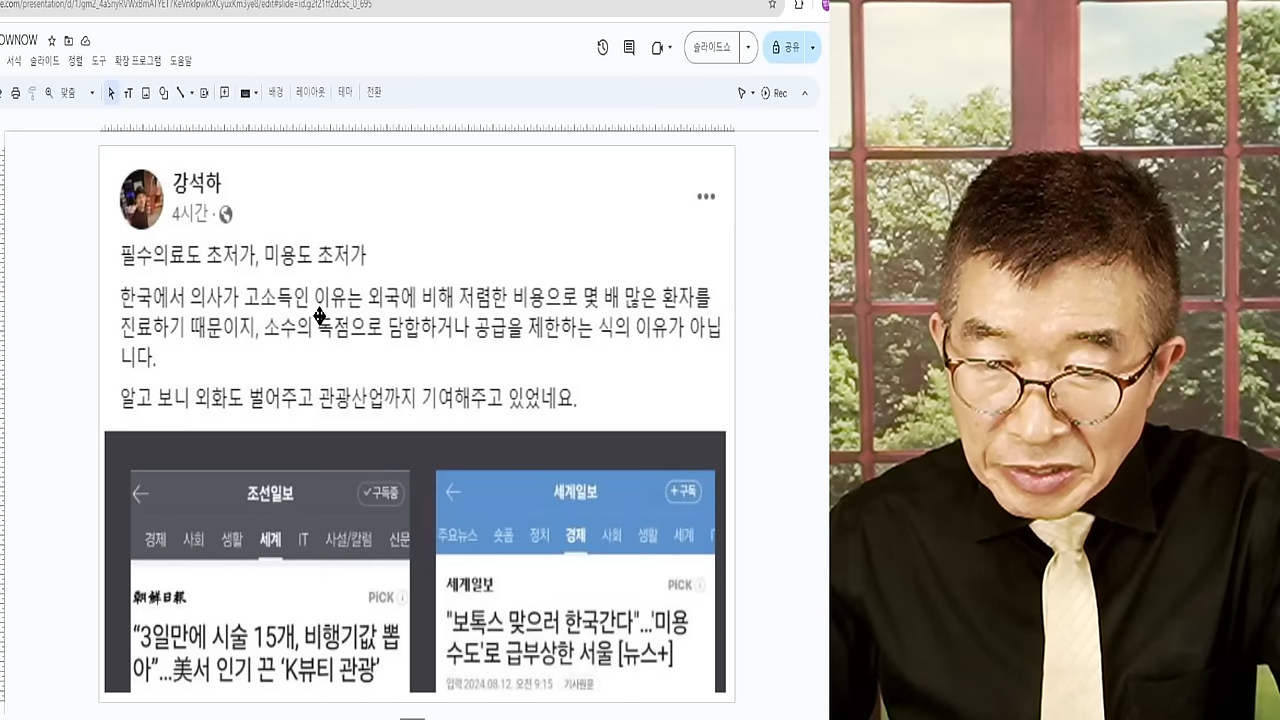 OWNOW
서식 슬라이드 정렬 도구 확장 프로그램 도움말
슬라이드쇼
공유
맞춤
배경 레이아웃 테마 전환
Rec
강석하
4시간
필수의료도 초저가, 미용도 초저가
한국에서 의사가 고소득인 이유는 외국에 비해 저렴한 비용으로 몇 배 많은 환자를
진료하기 때문이지, 소수의 독점으로 담합하거나 공급을 제한하는 식의 이유가 아닙
니다.
알고 보니 외화도 벌어주고 관광산업까지 기여해주고 있었네요.
조선일보
구독중
경제 사회 생활 세계 IT 사설/칼럼 신문
朝鮮日報
PiCK
“3일만에 시술 15개, 비행기값 뽑
아”...美서 인기 끈 ‘K뷰티 관광’
세계일보
+구독
주요뉴스 숏폼 정치 경제 사회 생활 세계
세계일보
PiCK
"보톡스 맞으러 한국간다"...'미용
수도'로 급부상한 서울 [뉴스+]
입력 2024.08.12. 오전 9:15 기사원문